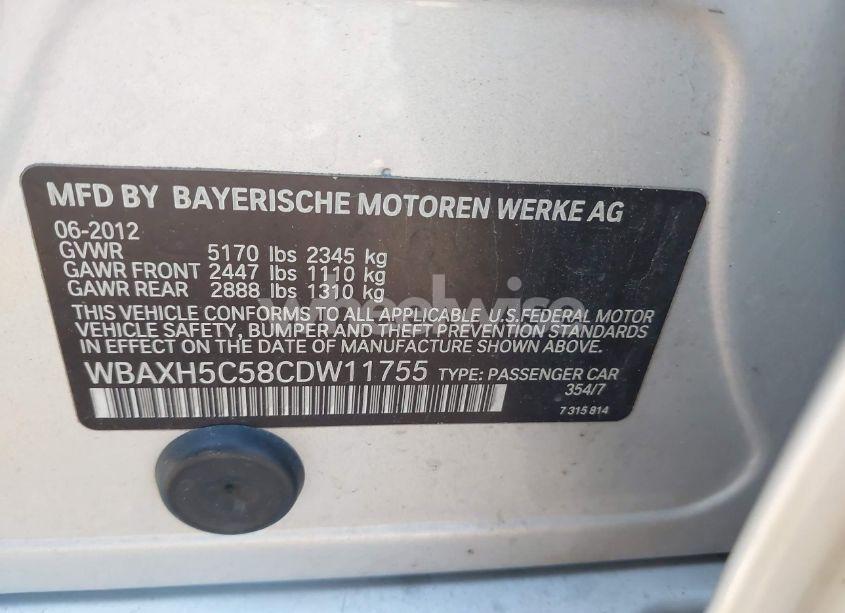 MFD BY BAYERISCHE MOTOREN WERKE AG
06-2012
GVWR 5170 lbs 2345 kg
GAWR FRONT 2447 lbs 1110 kg
GAWR REAR 2888 lbs 1310 kg
wheelwise
THIS VEHICLE CONFORMS TO ALL APPLICABLE U.S.FEDERAL MOTOR
VEHICLE SAFETY, BUMPER AND THEFT PREVENTION STANDARDS
IN EFFECT ON THE DATE OF MANUFACTURE SHOWN ABOVE.
WBAXH5C58CDW11755 TYPE: PASSENGER CAR
354/7
7 315 814